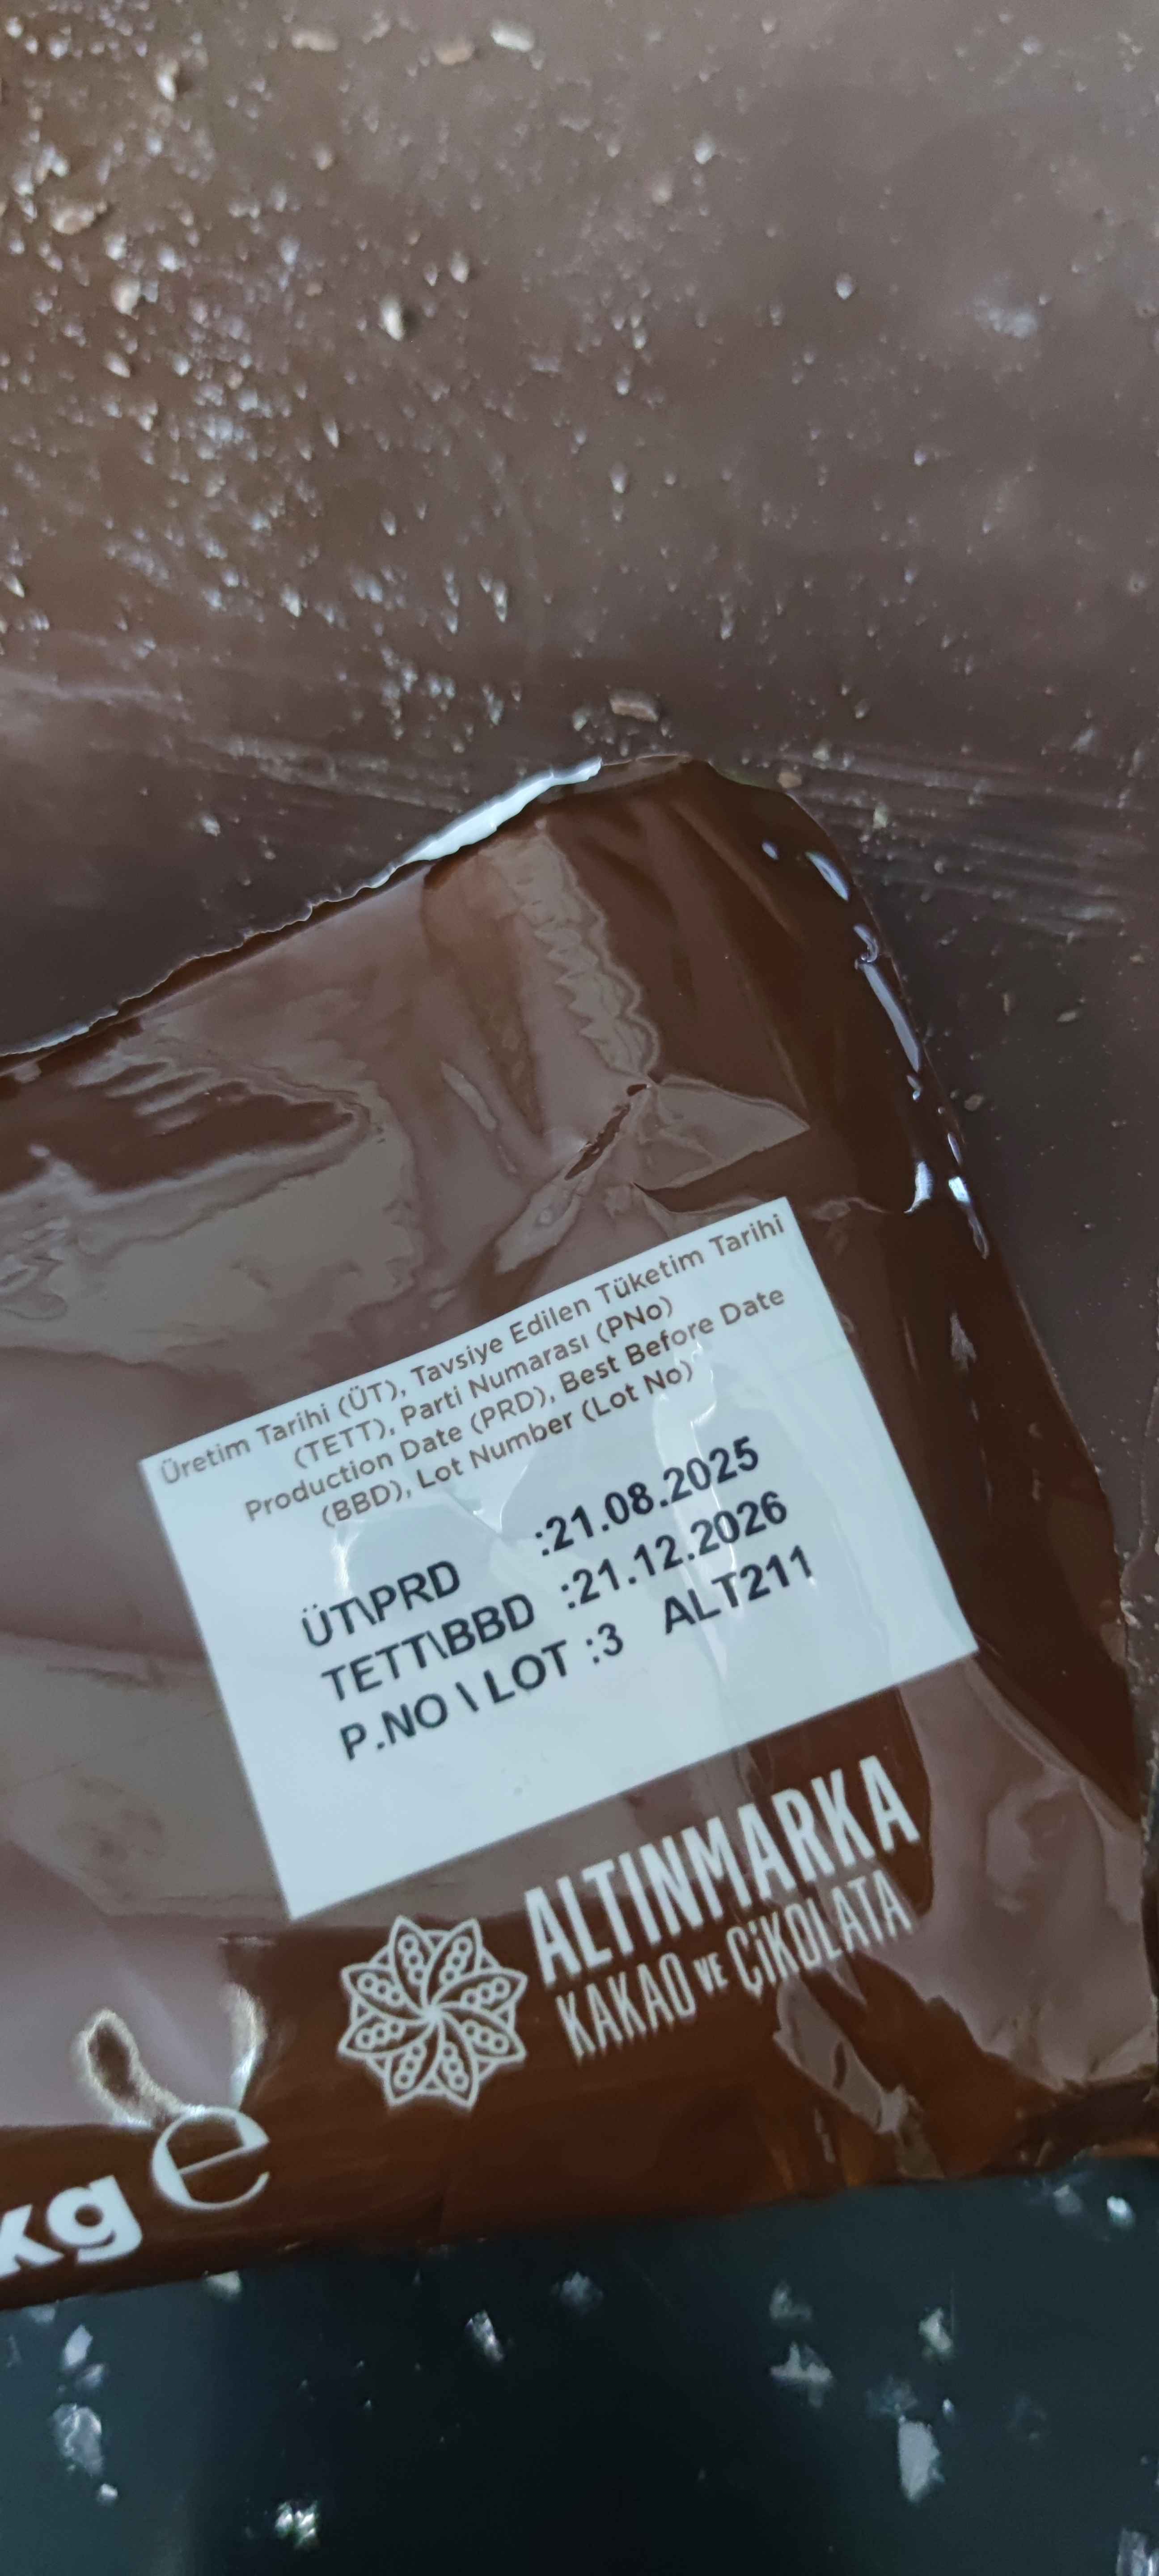 Üretim Tarihi (ÜT), Tavsiye Edilen Tüketim Tarihi
(TETT), Parti Numarası (PNo)
Production Date (PRD), Best Before Date
(BBD), Lot Number (Lot No)
ÜT\PRD :21.08.2025
TETT\BBD :21.12.2026
P.NO \ LOT :3 ALT211
ALTINMARKA
KAKAO VE ÇİKOLATA
kg e